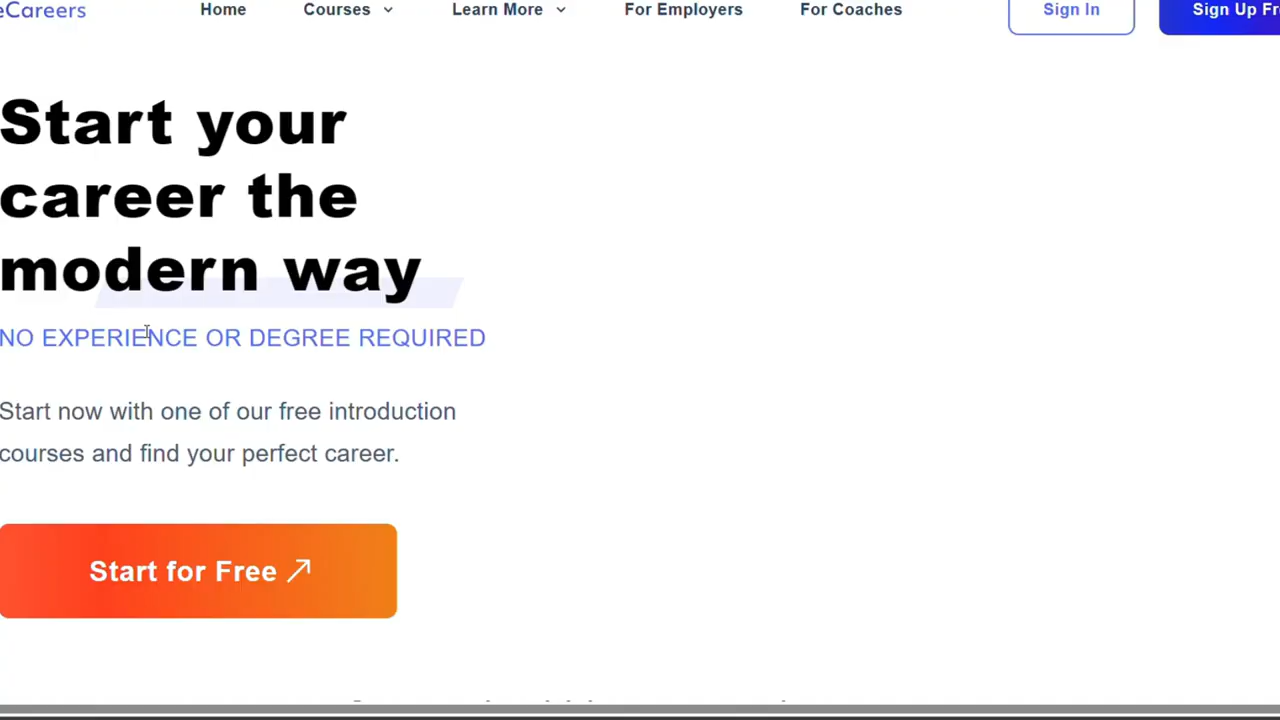 eCareers Home Courses Learn More For Employers For Coaches Sign In Sign Up
Start your
career the
modern way
NO EXPERIENCE OR DEGREE REQUIRED
Start now with one of our free introduction
courses and find your perfect career.
Start for Free